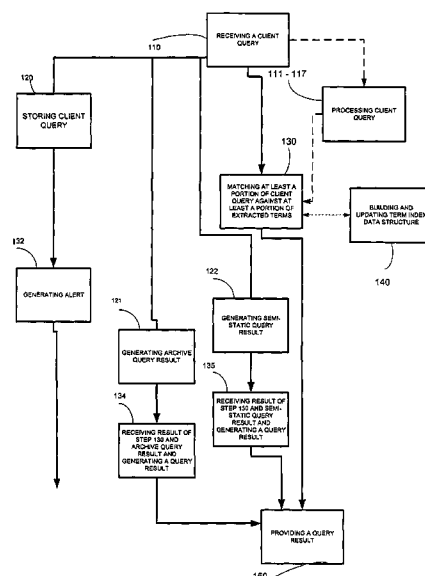 RECEIVING A CLIENT
QUERY
110
111 - 117
PROCESSING CLIENT
QUERY
120
STORING CLIENT
QUERY
130
MATCHING AT LEAST A
PORTION OF CLIENT
QUERY AGAINST AT
LEAST A PORTION OF
EXTRACTED TERMS
BUILDING AND
UPDATING TERM INDEX
DATA STRUCTURE
140
132
GENERATING ALERT
122
GENERATING SEMI-
STATIC QUERY
RESULT
121
GENERATING ARCHIVE
QUERY RESULT
135
RECEIVING RESULT OF
STEP 130 AND SEMI-
STATIC QUERY
RESULT AND
GENERATING A QUERY
RESULT
134
RECEIVING RESULT OF
STEP 130 AND
ARCHIVE QUERY
RESULT AND
GENERATING A QUERY
RESULT
PROVIDING A QUERY
RESULT